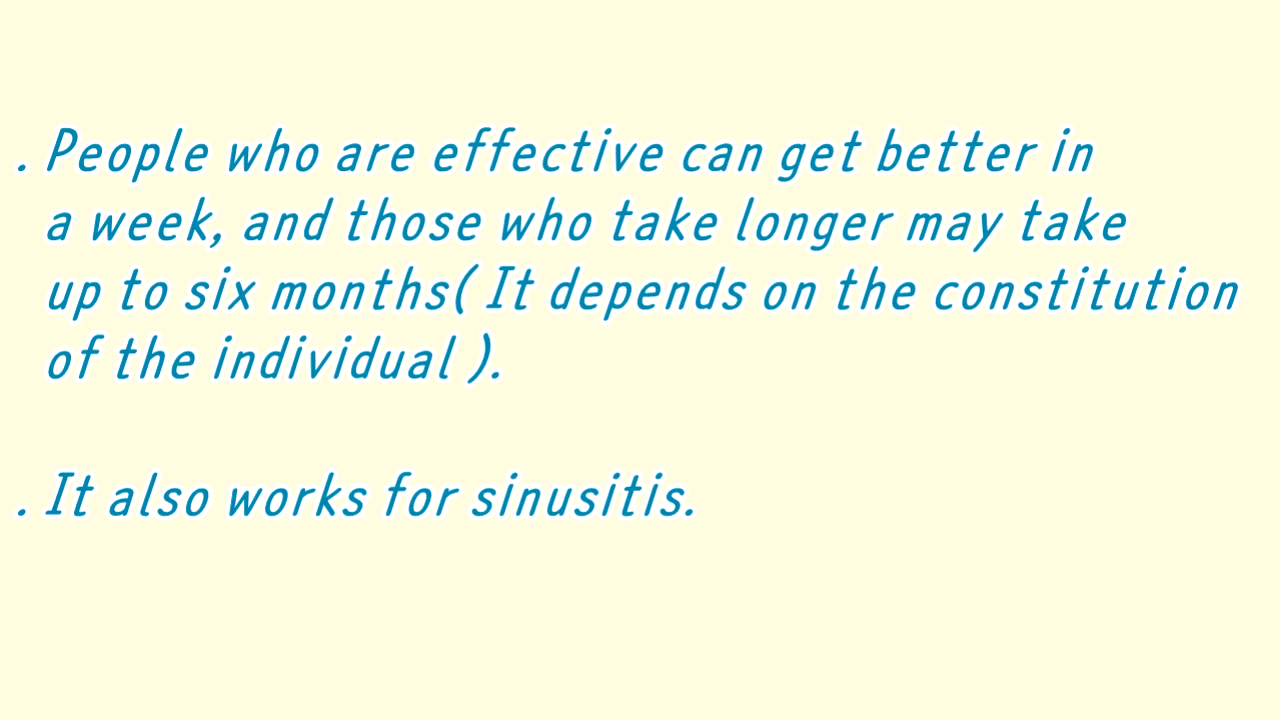 . People who are effective can get better in
a week, and those who take longer may take
up to six months( It depends on the constitution
of the individual ).
. It also works for sinusitis.